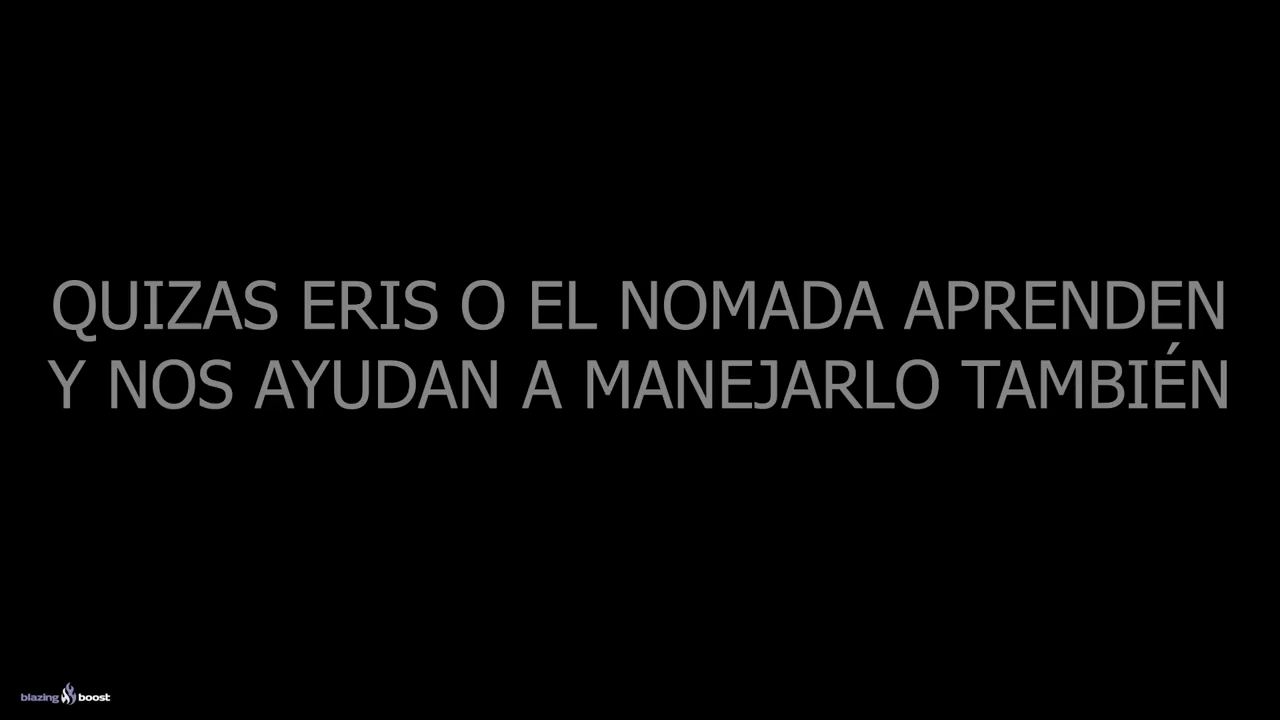 QUIZAS ERIS O EL NOMADA APRENDEN
Y NOS AYUDAN A MANEJARLO TAMBIÉN
blazing boost